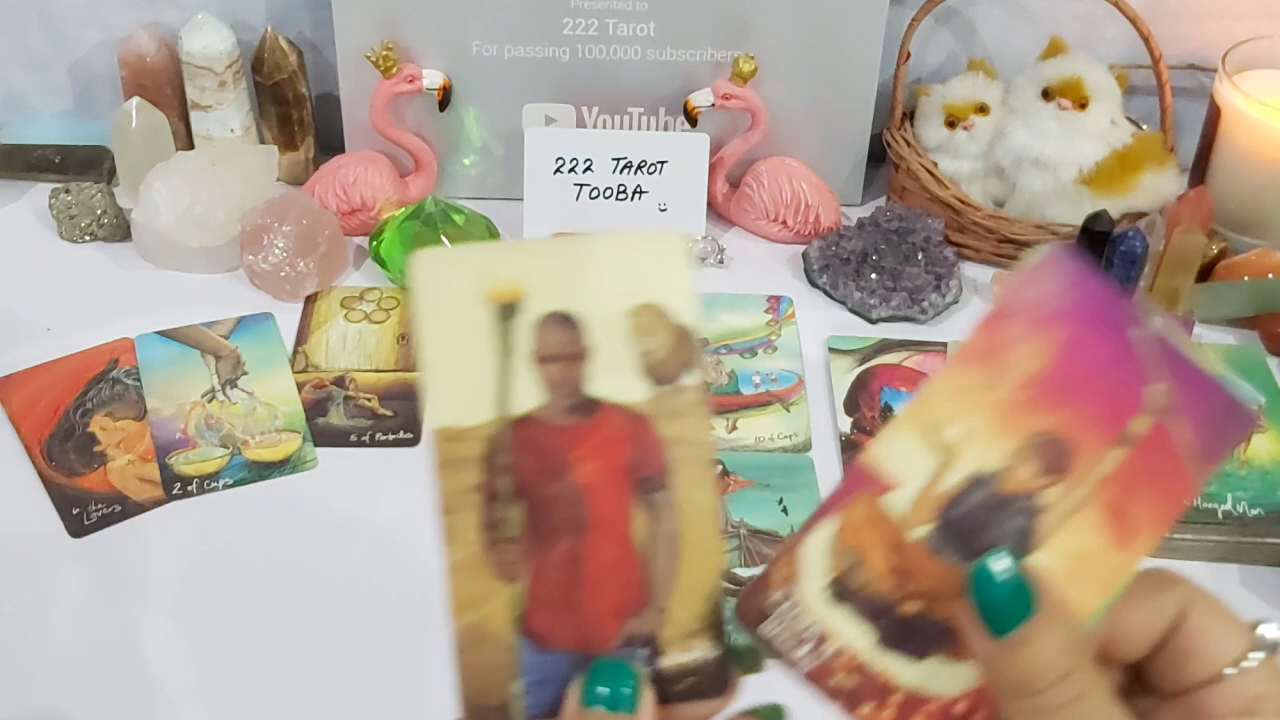 Presented to
222 Tarot
For passing 100,000 subscribers
YouTube
222 TAROT
TOOBA
6 the Lovers
2 of cups
5 of Pentacles
10 of Cups
Hanged Man